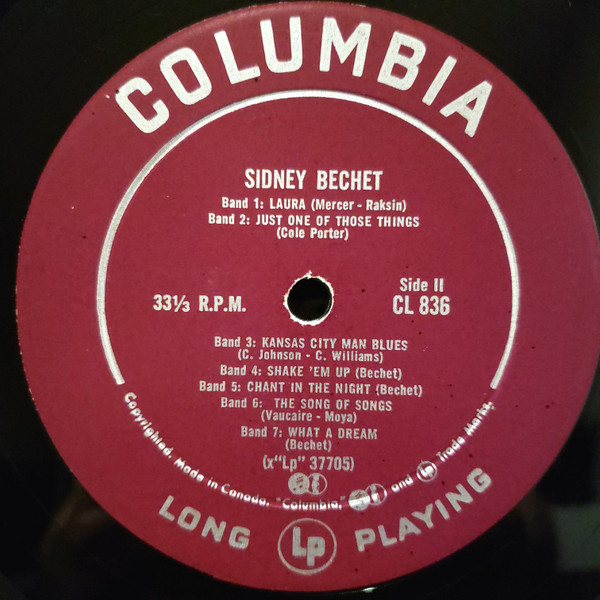 COLUMBIA
SIDNEY BECHET
Band 1: LAURA (Mercer - Raksin)
Band 2: JUST ONE OF THOSE THINGS
(Cole Porter)
33⅓ R.P.M.
Side II
CL 836
Band 3: KANSAS CITY MAN BLUES
(C. Johnson - C. Williams)
Band 4: SHAKE 'EM UP (Bechet)
Band 5: CHANT IN THE NIGHT (Bechet)
Band 6: THE SONG OF SONGS
(Vaucaire - Moya)
Band 7: WHAT A DREAM
(Bechet)
(x"Lp" 37705)
Copyrighted. Made in Canada. "Columbia," and Lp Trade Marks.
LONG Lp PLAYING